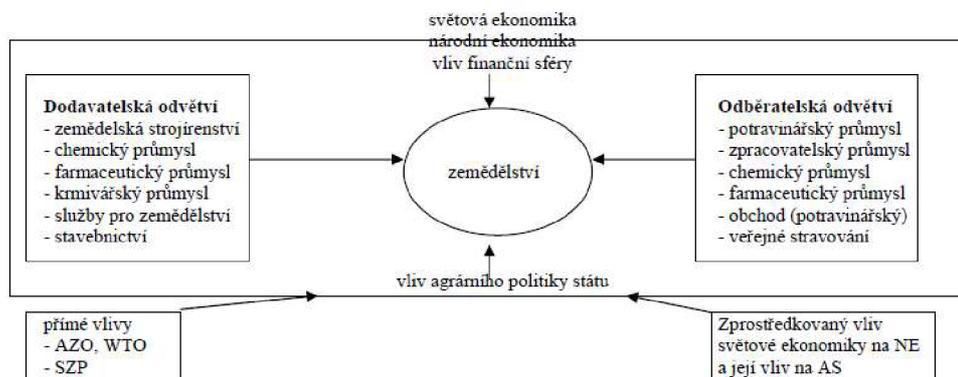 světová ekonomika
národní ekonomika
vliv finanční sféry
Dodavatelská odvětví
- zemědelská strojírenství
- chemický průmysl
- farmaceutický průmysl
- krmivářský průmysl
- služby pro zemědělství
- stavebnictví
zemědělství
Odběratelská odvětví
- potravinářský průmysl
- zpracovatelský průmysl
- chemický průmysl
- farmaceutický průmysl
- obchod (potravinářský)
- veřejné stravování
vliv agrárního politiky státu
přímé vlivy
- AZO, WTO
- SZP
Zprostředkovaný vliv
světové ekonomiky na NE
a její vliv na AS